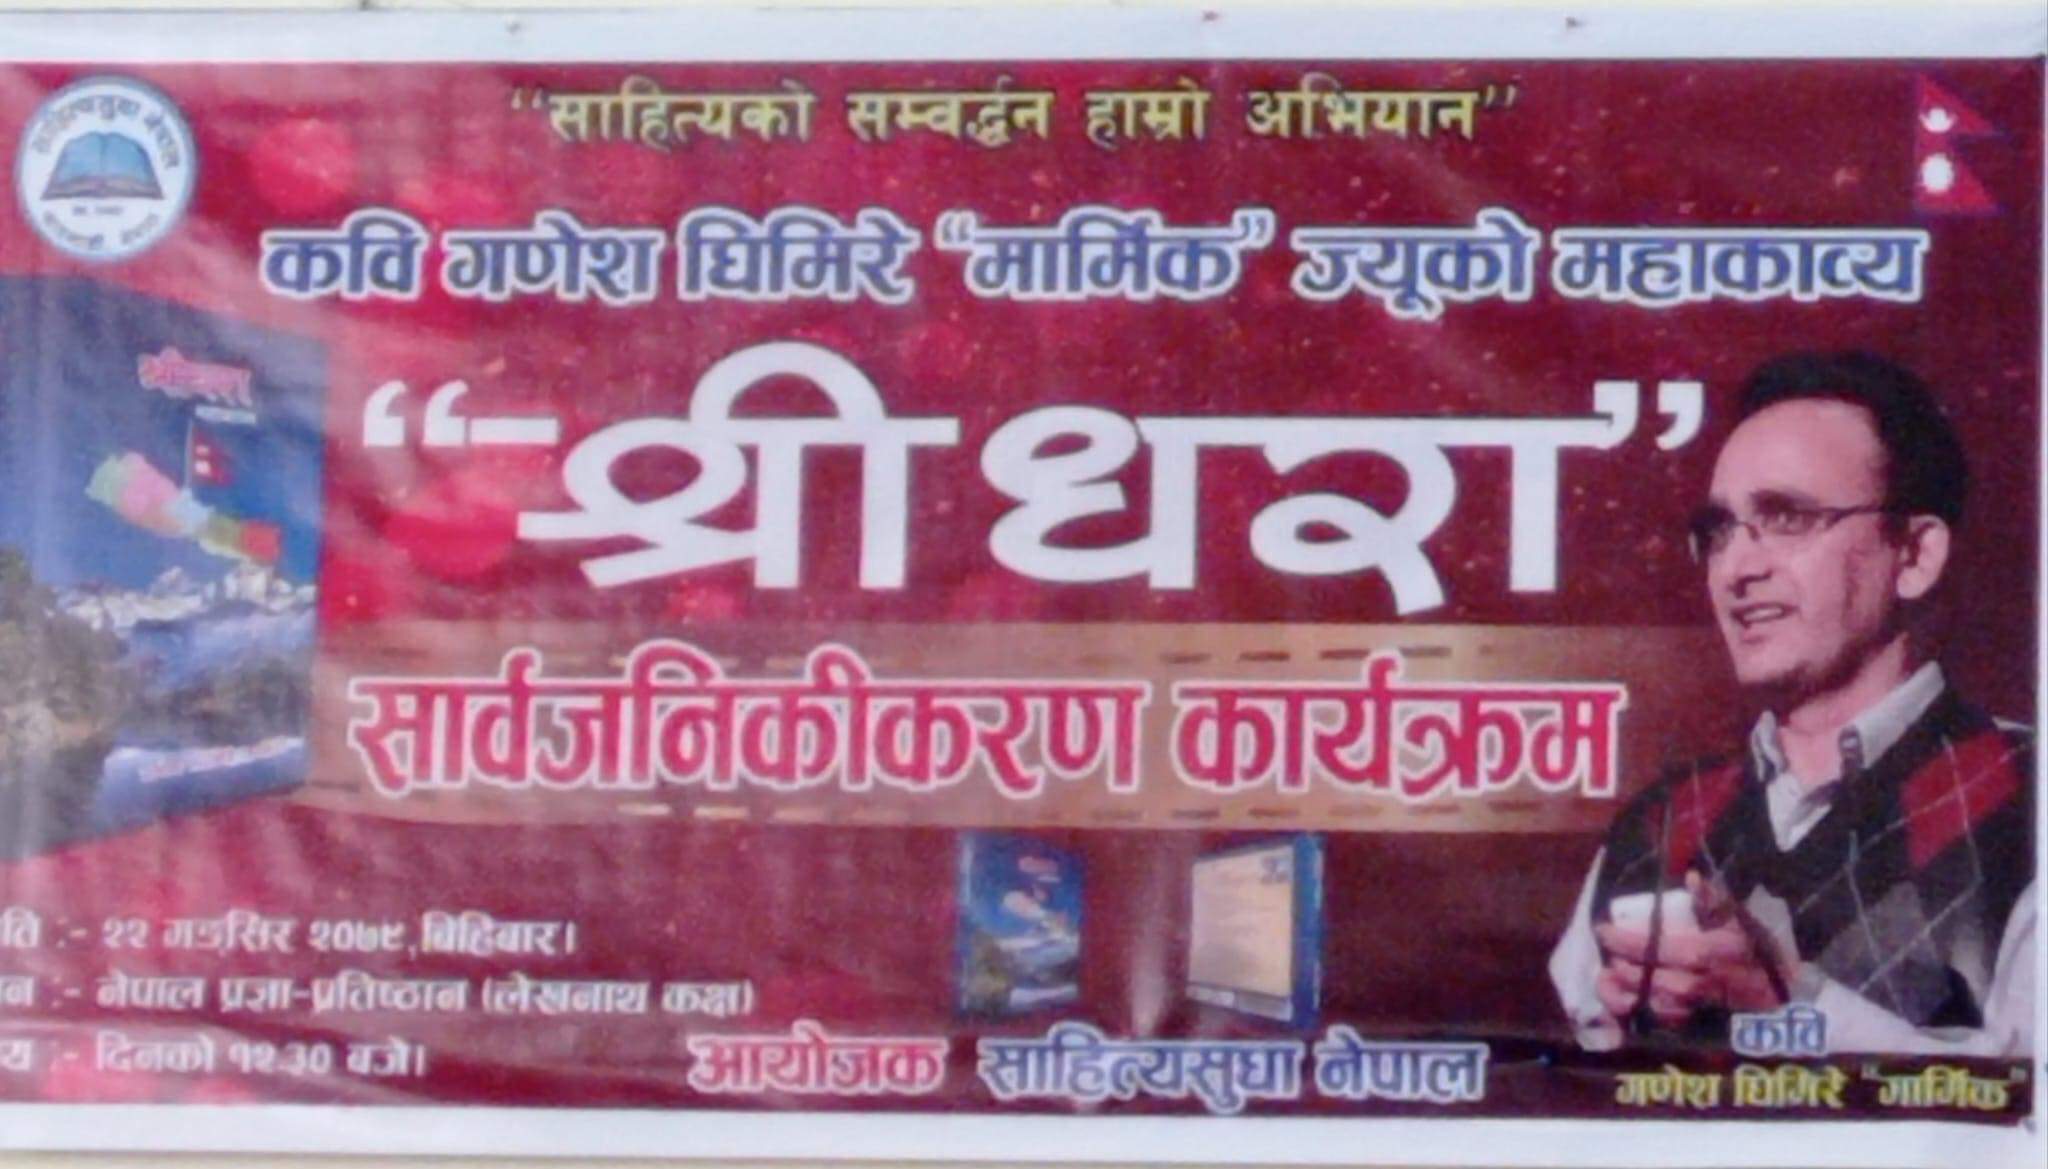 “साहित्यको सम्वर्द्धन हाम्रो अभियान”
कवि गणेश घिमिरे “मार्मिक” ज्यूको महाकाव्य
“श्रीधरा”
सार्वजनिकीकरण कार्यक्रम
ति :- २२ मङसिर २०७९,बिहिबार।
न :- नेपाल प्रज्ञा-प्रतिष्ठान (लेखनाथ कक्ष)
य :- दिनको १२.३० बजे।
आयोजक साहित्यसुधा नेपाल
कवि
गणेश घिमिरे “मार्मिक”